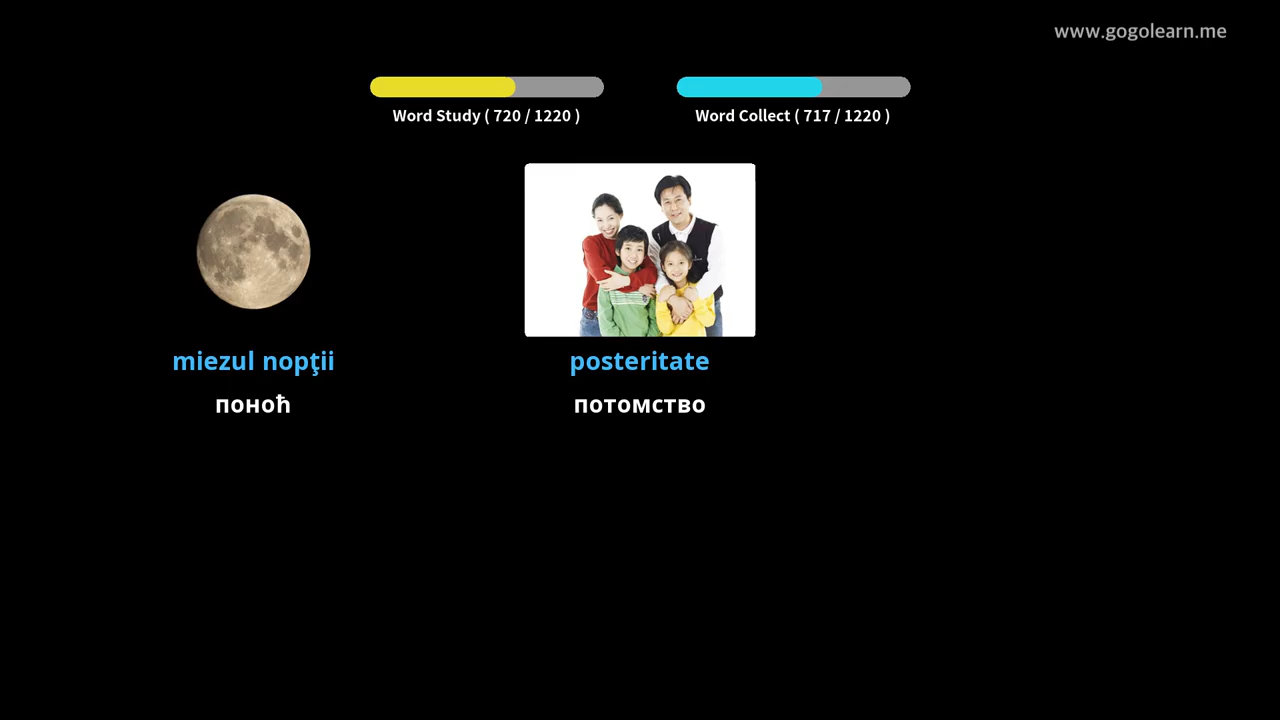 www.gogolearn.me
Word Study ( 720 / 1220 )
Word Collect ( 717 / 1220 )
miezul nopţii
поноћ
posteritate
потомство